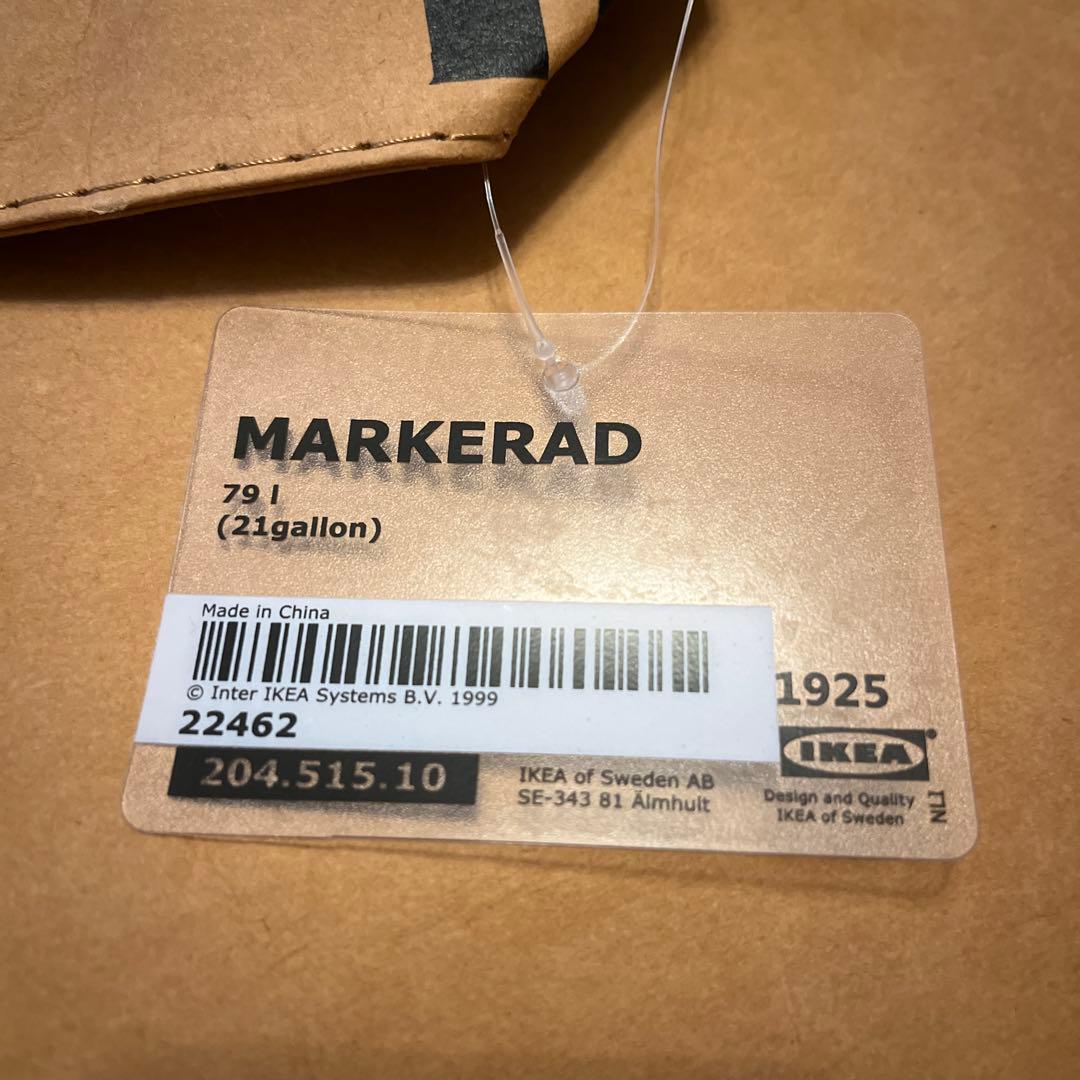 MARKERAD
79 l
(21gallon)
Made in China
© Inter IKEA Systems B.V. 1999
22462
1925
204.515.10
IKEA of Sweden AB
SE-343 81 Älmhult
IKEA®
Design and Quality
IKEA of Sweden
NLJ